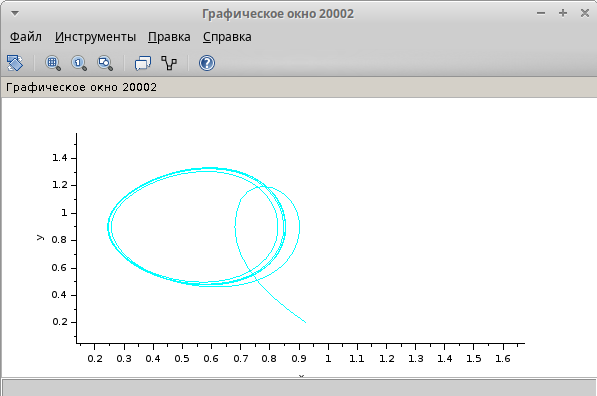 Графическое окно 20002
Файл Инструменты Правка Справка
Графическое окно 20002
1.4
1.2
1
0.8
0.6
0.4
0.2
y
0.2 0.3 0.4 0.5 0.6 0.7 0.8 0.9 1 1.1 1.2 1.3 1.4 1.5 1.6